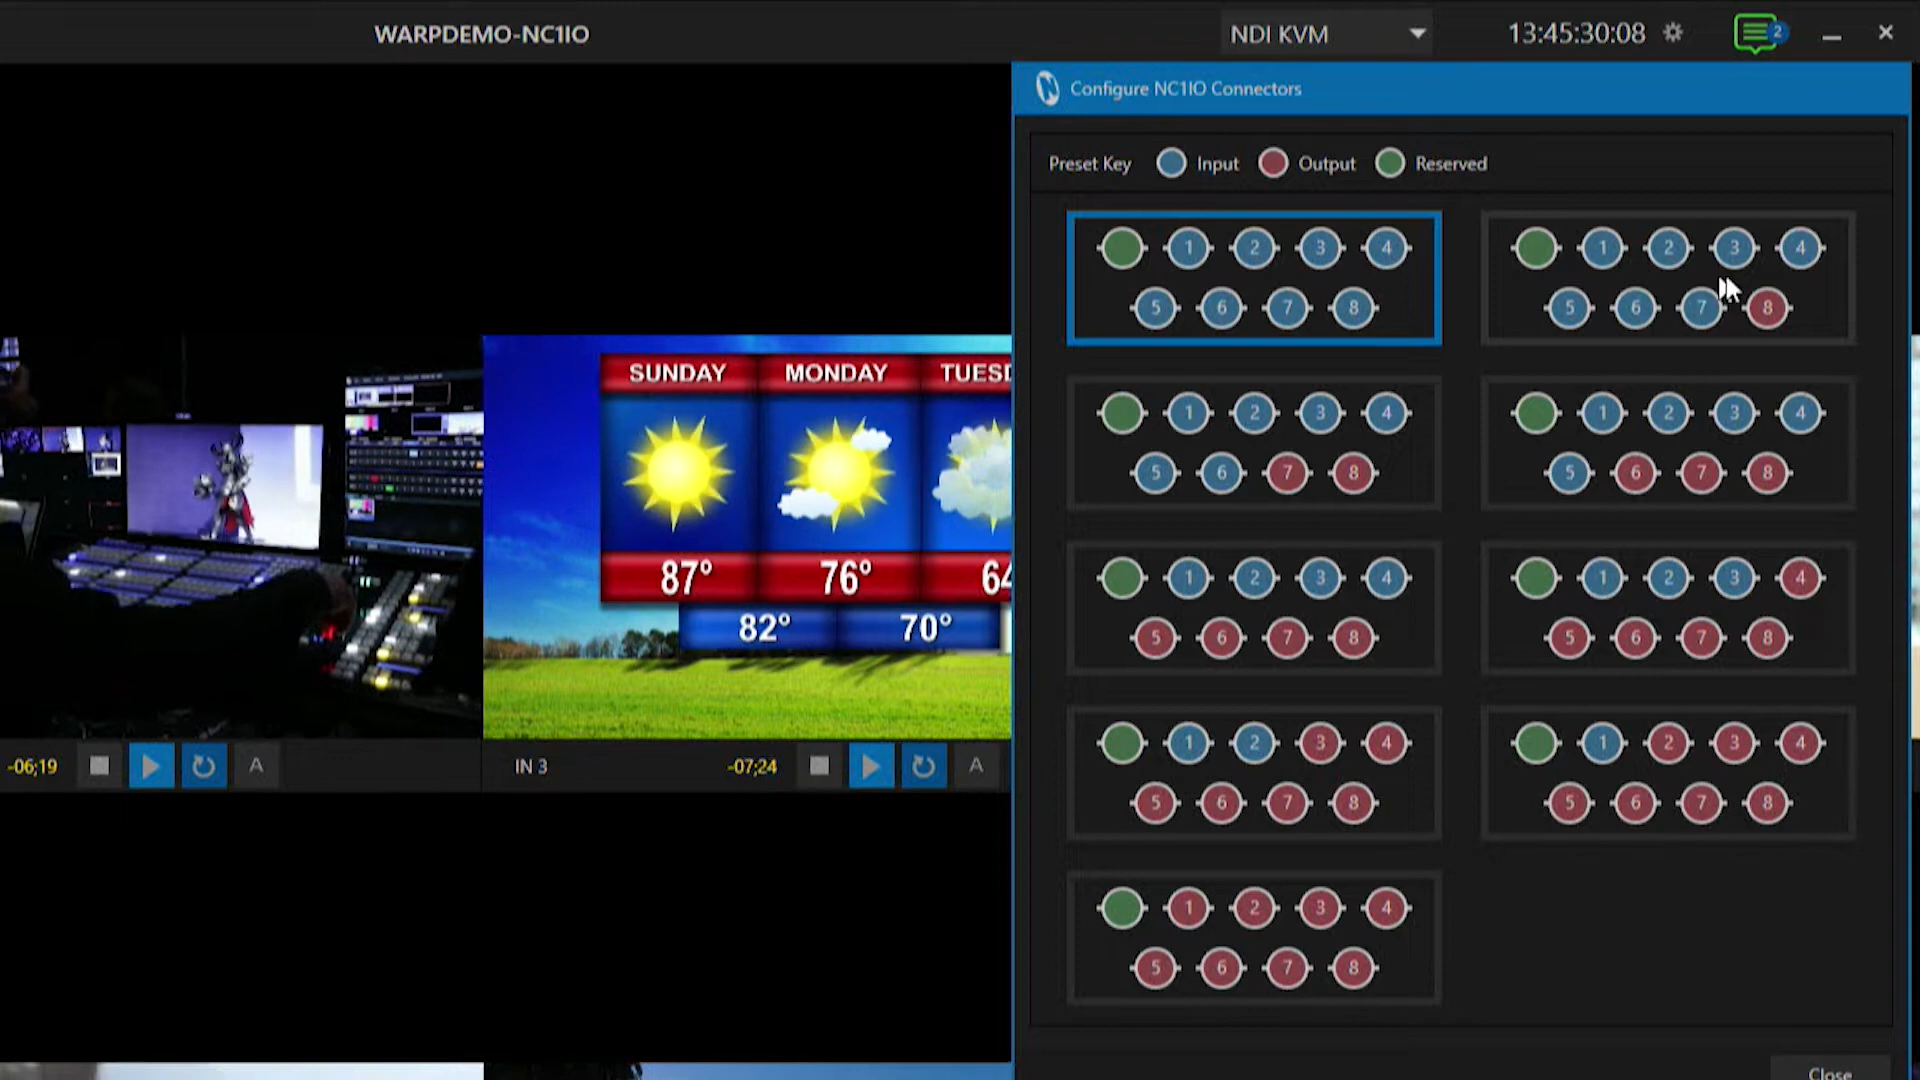 WARPDEMO-NC1IO
NDI KVM
13:45:30:08
2
Configure NC1IO Connectors
Preset Key Input Output Reserved
1 2 3 4
5 6 7 8
1 2 3 4
5 6 7 8
1 2 3 4
5 6 7 8
1 2 3 4
5 6 7 8
1 2 3 4
5 6 7 8
1 2 3 4
5 6 7 8
1 2 3 4
5 6 7 8
1 2 3 4
5 6 7 8
1 2 3 4
5 6 7 8
Close
SUNDAY MONDAY TUESD
87° 76° 64
82° 70°
-06;19 A
IN 3 -07;24 A